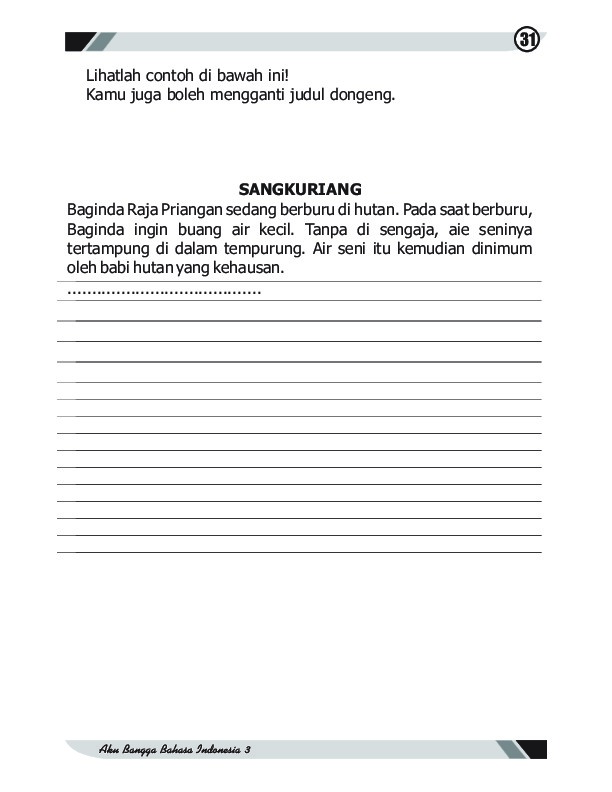 31
Lihatlah contoh di bawah ini!
Kamu juga boleh mengganti judul dongeng.
SANGKURIANG
Baginda Raja Priangan sedang berburu di hutan. Pada saat berburu,
Baginda ingin buang air kecil. Tanpa di sengaja, aie seninya
tertampung di dalam tempurung. Air seni itu kemudian dinimum
oleh babi hutan yang kehausan.
.......................................
Aku Bangga Bahasa Indonesia 3